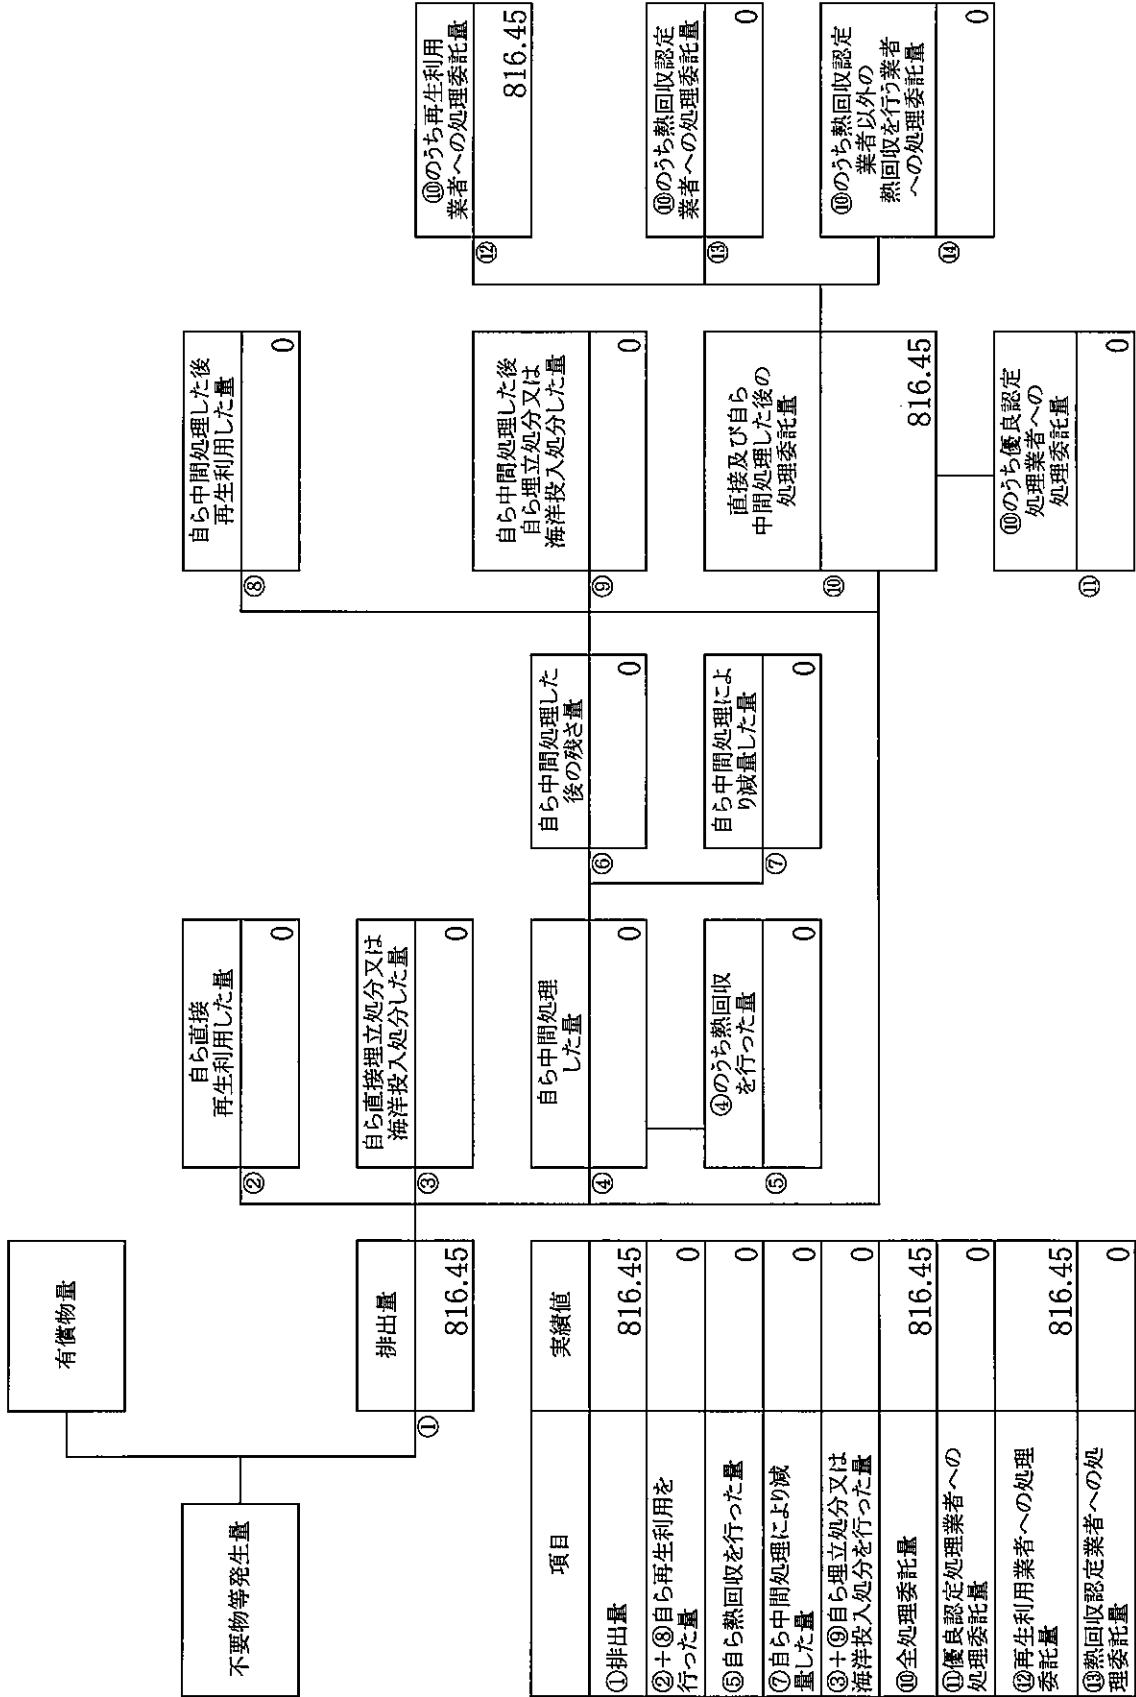 不要物等発生量
有償物量
①
排出量
816.45
②
自ら直接
再生利用した量
0
③
自ら直接埋立処分又は
海洋投入処分した量
0
④
自ら中間処理
した量
0
⑤
④のうち熱回収
を行った量
0
⑥
自ら中間処理した
後の残さ量
0
⑦
自ら中間処理によ
り減量した量
0
⑧
自ら中間処理した後
再生利用した量
0
⑨
自ら中間処理した後
自ら埋立処分又は
海洋投入処分した量
0
⑩
直接及び自ら
中間処理した後の
処理委託量
816.45
⑪
⑩のうち優良認定
処理業者への
処理委託量
0
⑫
⑩のうち再生利用
業者への処理委託量
816.45
⑬
⑩のうち熱回収認定
業者への処理委託量
0
⑭
⑩のうち熱回収認定
業者以外の
熱回収を行う業者
への処理委託量
0
項目 実績値
①排出量 816.45
②+⑧自ら再生利用を
行った量 0
⑤自ら熱回収を行った量 0
⑦自ら中間処理により減
量した量 0
③+⑨自ら埋立処分又は
海洋投入処分を行った量 0
⑩全処理委託量 816.45
⑪優良認定処理業者への
処理委託量 0
⑫再生利用業者への処理
委託量 816.45
⑬熱回収認定業者への処
理委託量 0